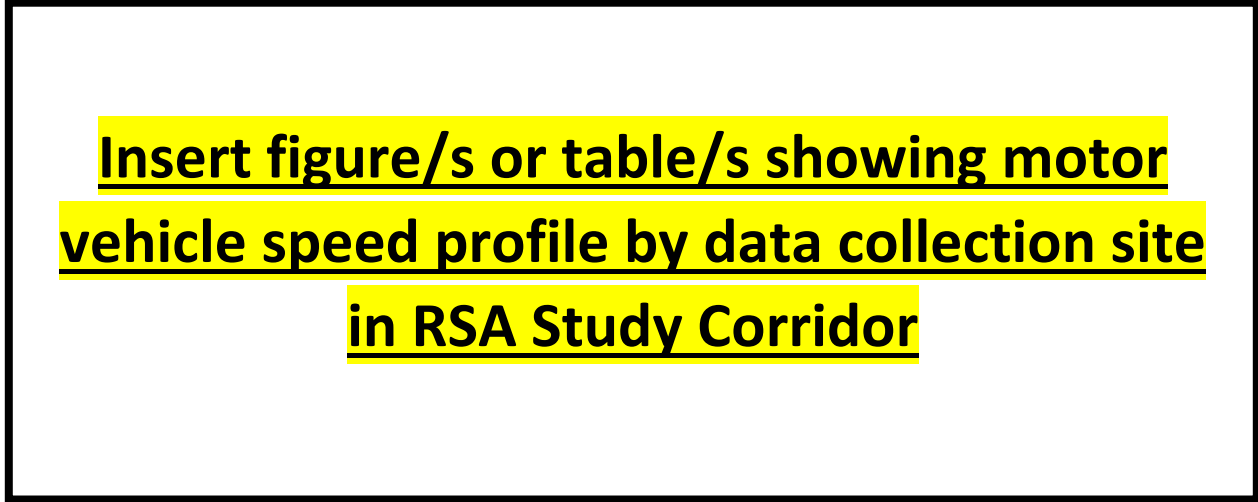 Insert figure/s or table/s showing motor
vehicle speed profile by data collection site
in RSA Study Corridor